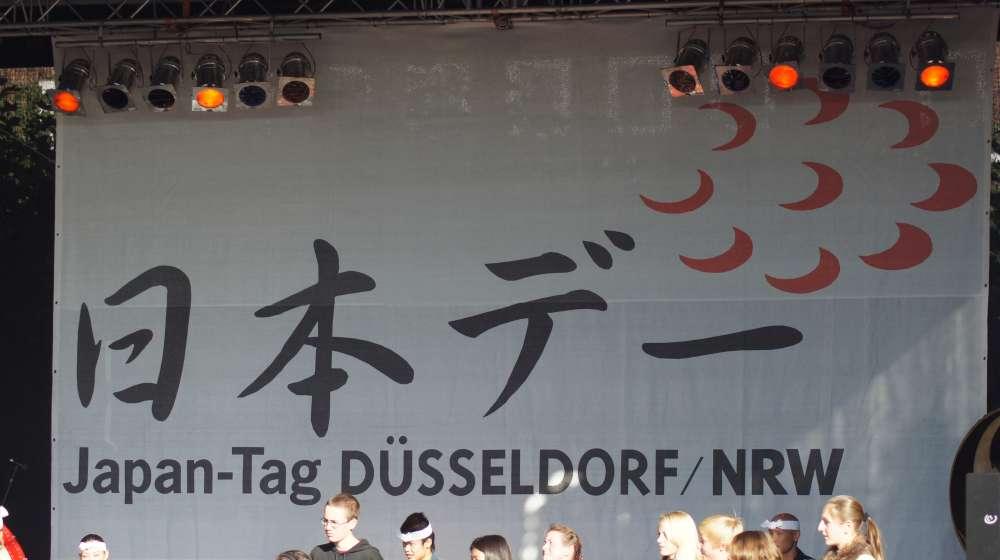 日本デー
Japan-Tag DÜSSELDORF/NRW